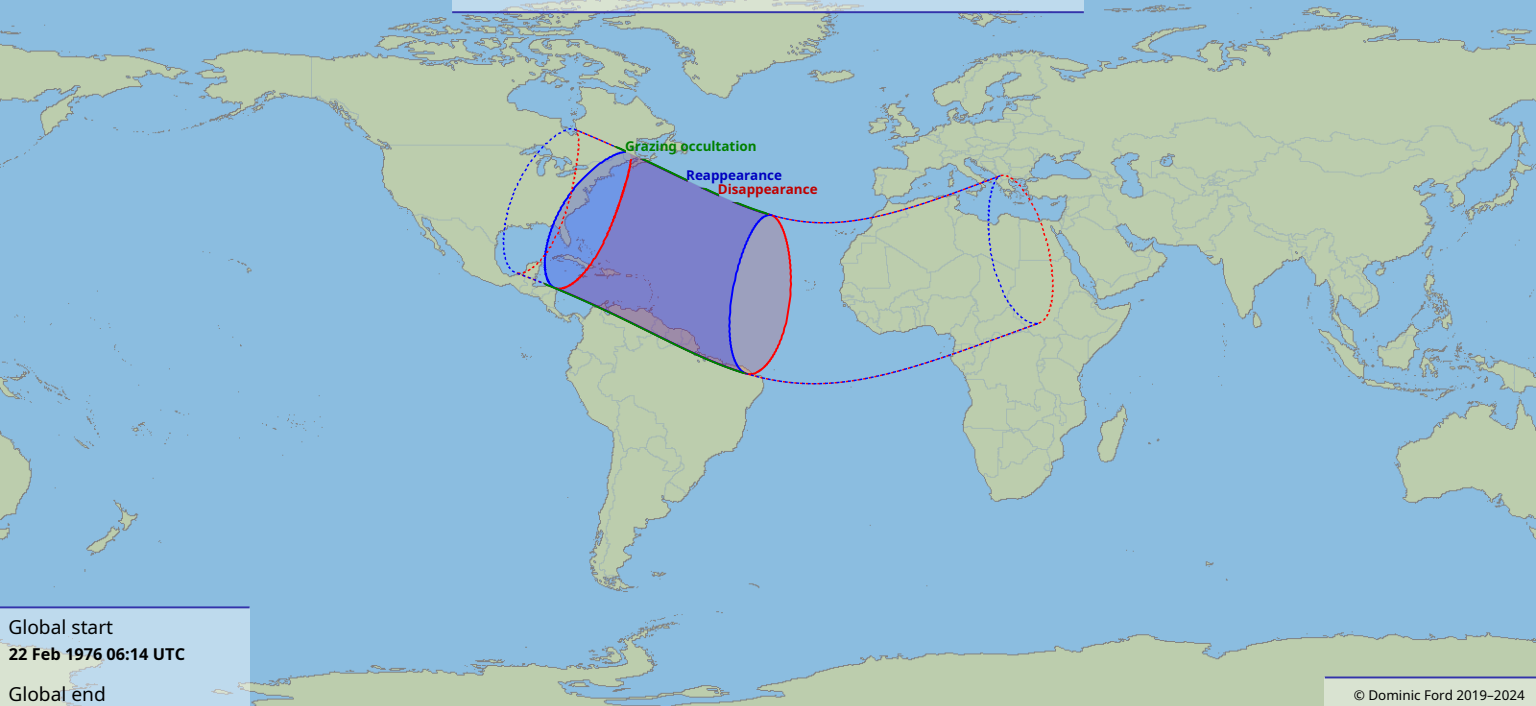 Grazing occultation
Reappearance
Disappearance
Global start
22 Feb 1976 06:14 UTC
Global end
© Dominic Ford 2019–2024